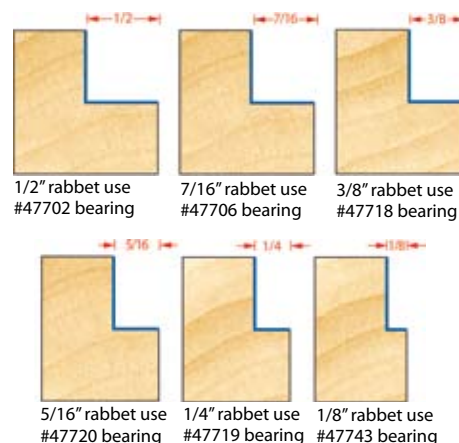 1/2
7/16
3/8
1/2" rabbet use
#47702 bearing
7/16" rabbet use
#47706 bearing
3/8" rabbet use
#47718 bearing
5/16
1/4
1/8
5/16" rabbet use
#47720 bearing
1/4" rabbet use
#47719 bearing
1/8" rabbet use
#47743 bearing